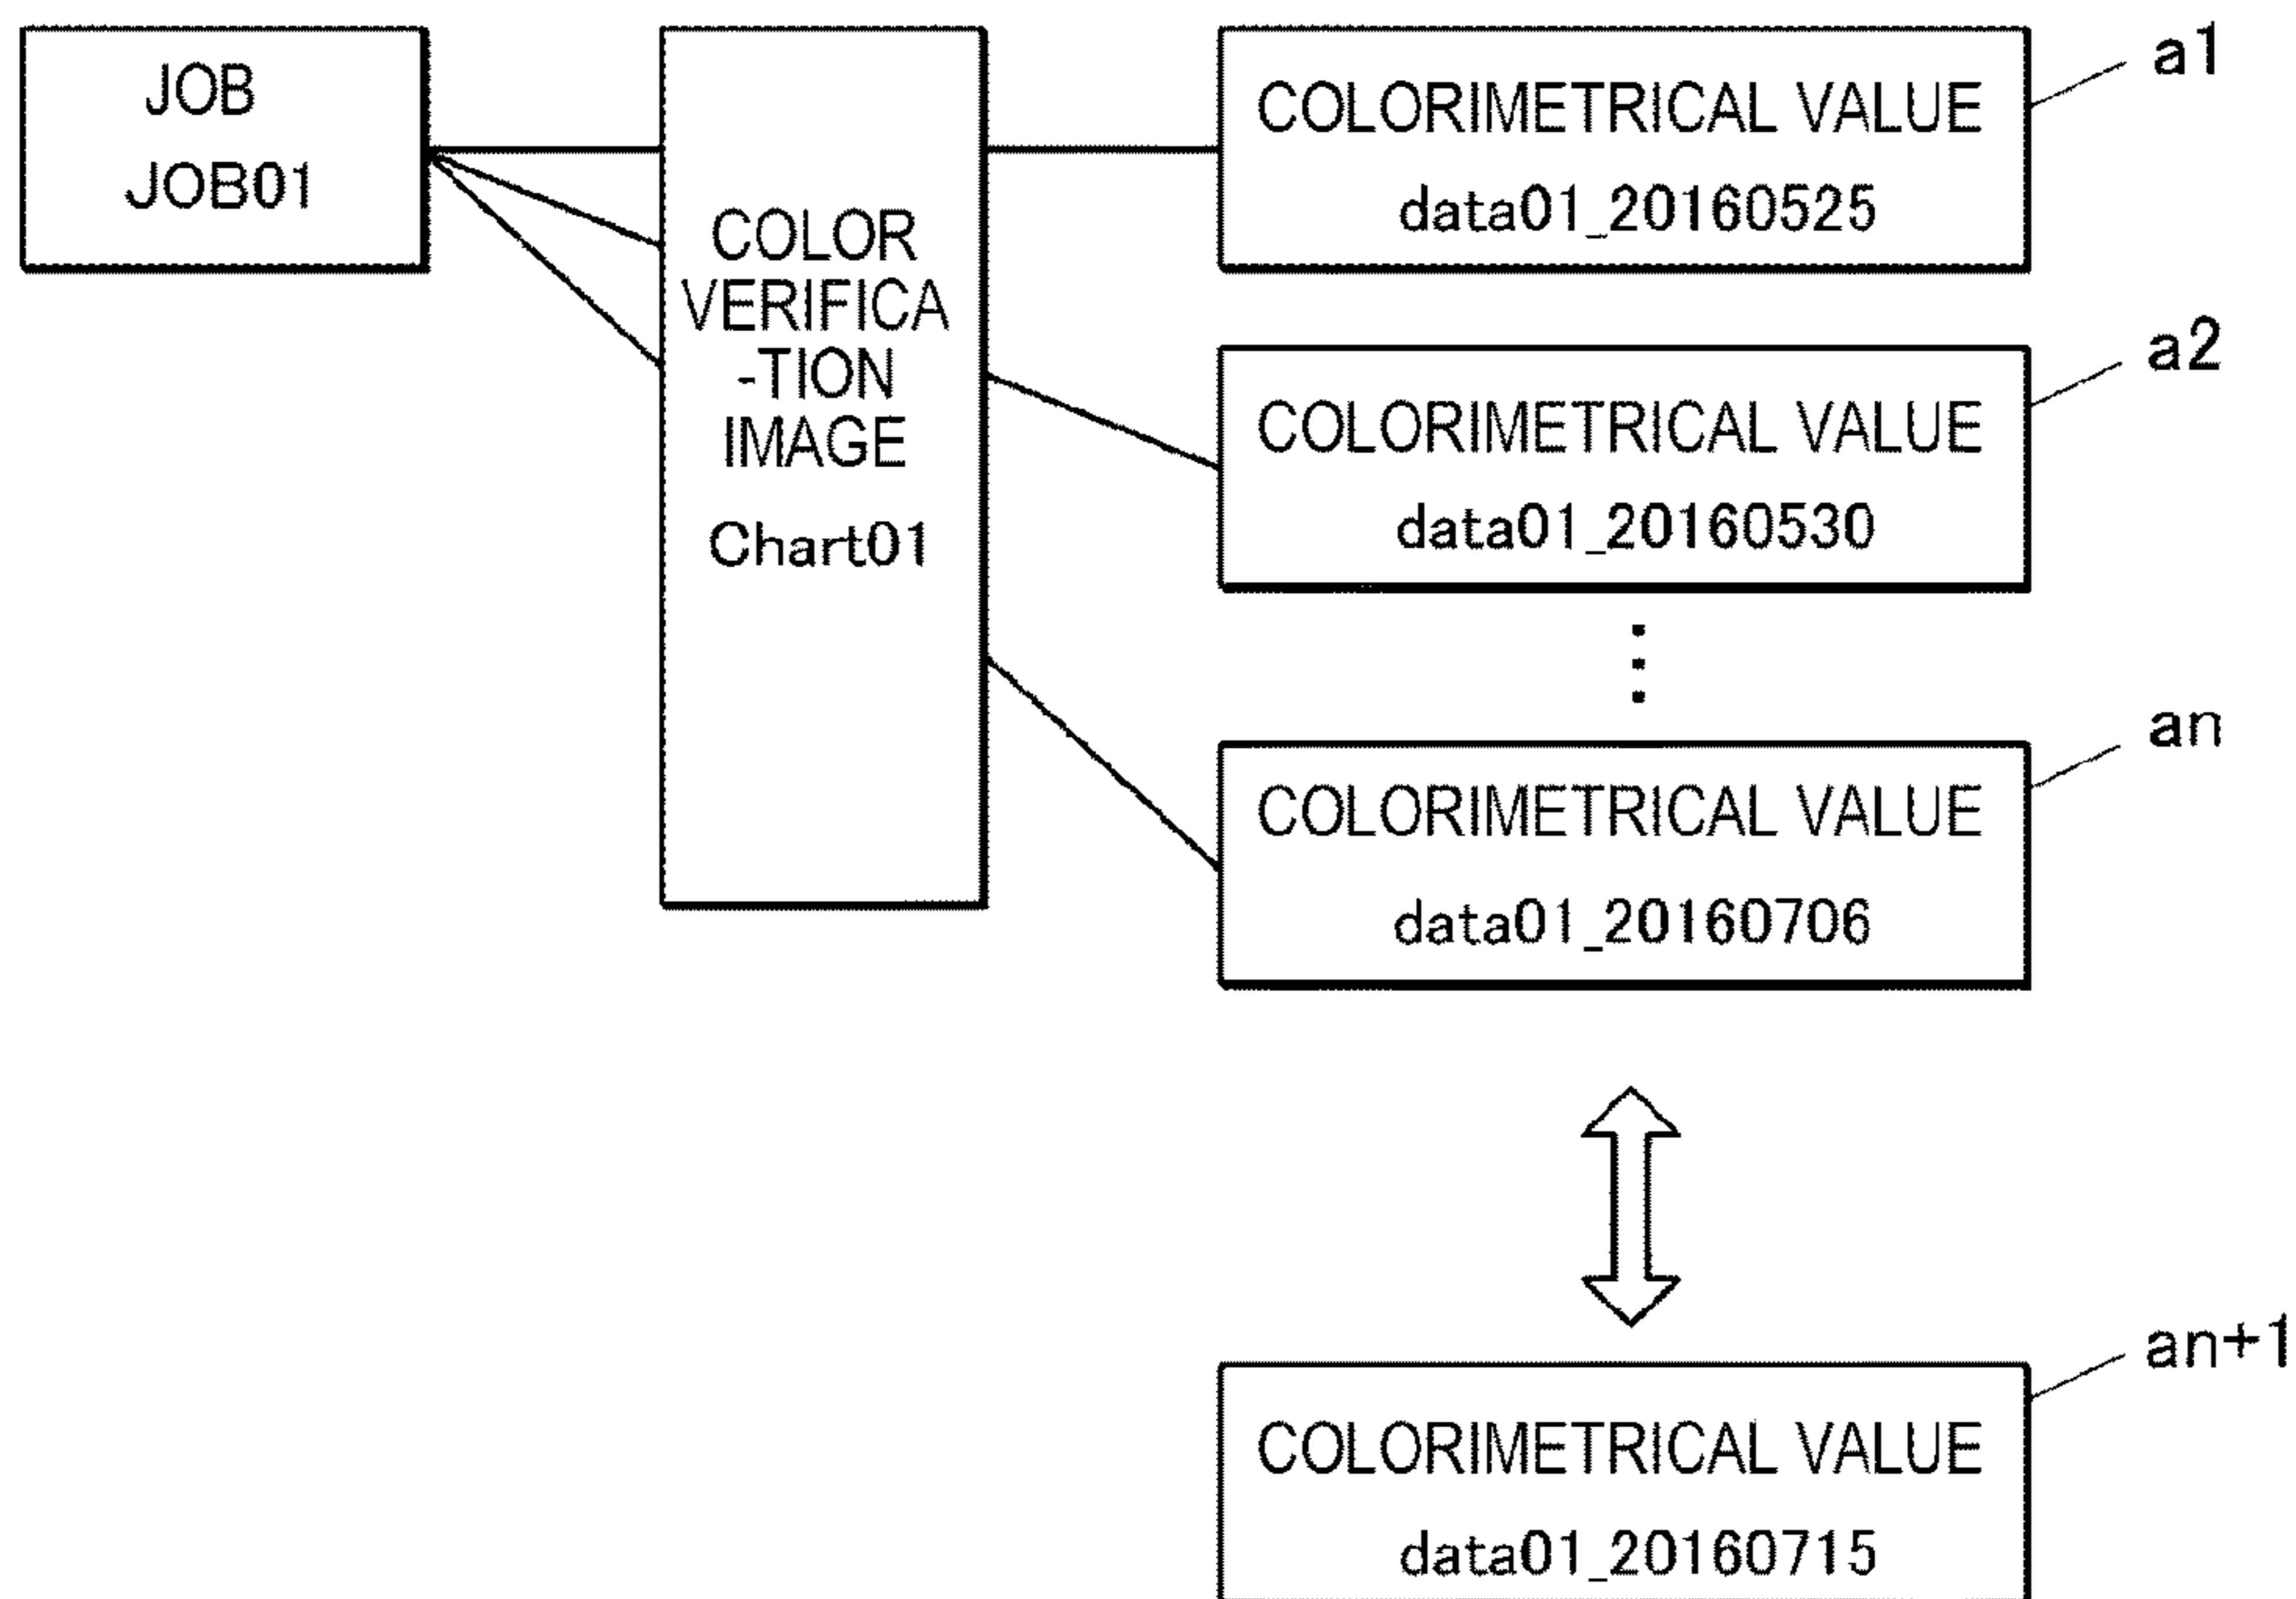 JOB
JOB01
COLOR
VERIFICA
-TION
IMAGE
Chart01
COLORIMETRICAL VALUE
data01_20160525
a1
COLORIMETRICAL VALUE
data01_20160530
a2
COLORIMETRICAL VALUE
data01_20160706
an
COLORIMETRICAL VALUE
data01_20160715
an+1